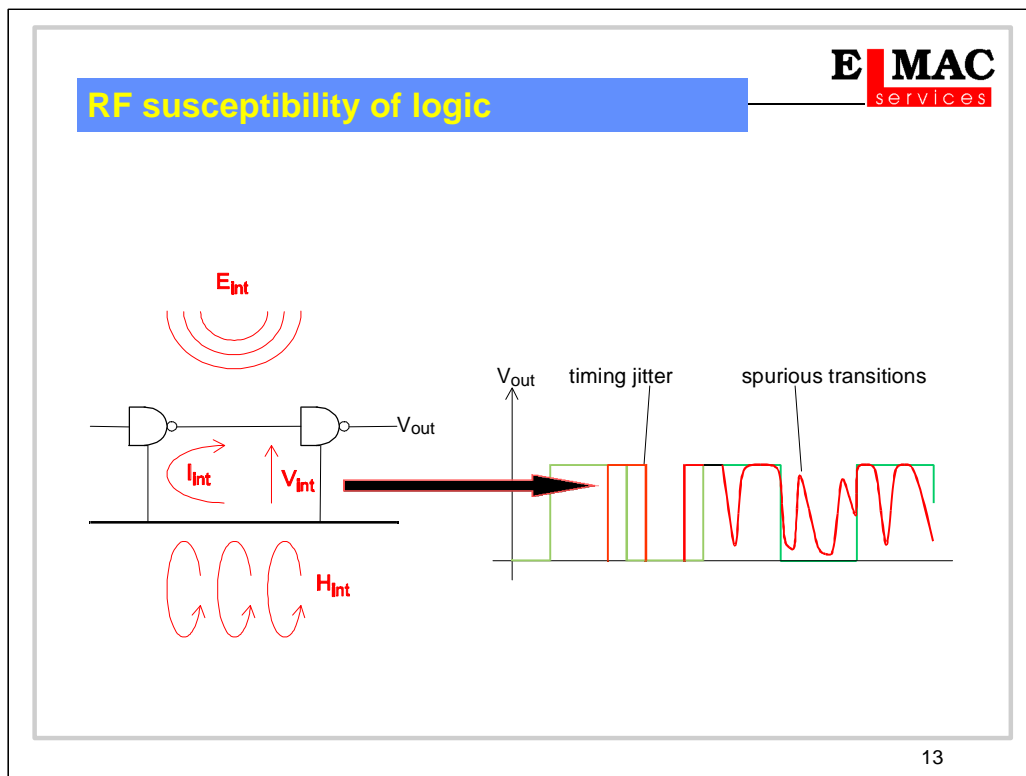 E MAC
services
RF susceptibility of logic
Eint
Vout timing jitter spurious transitions
Vout
Iint Vint
Hint
13